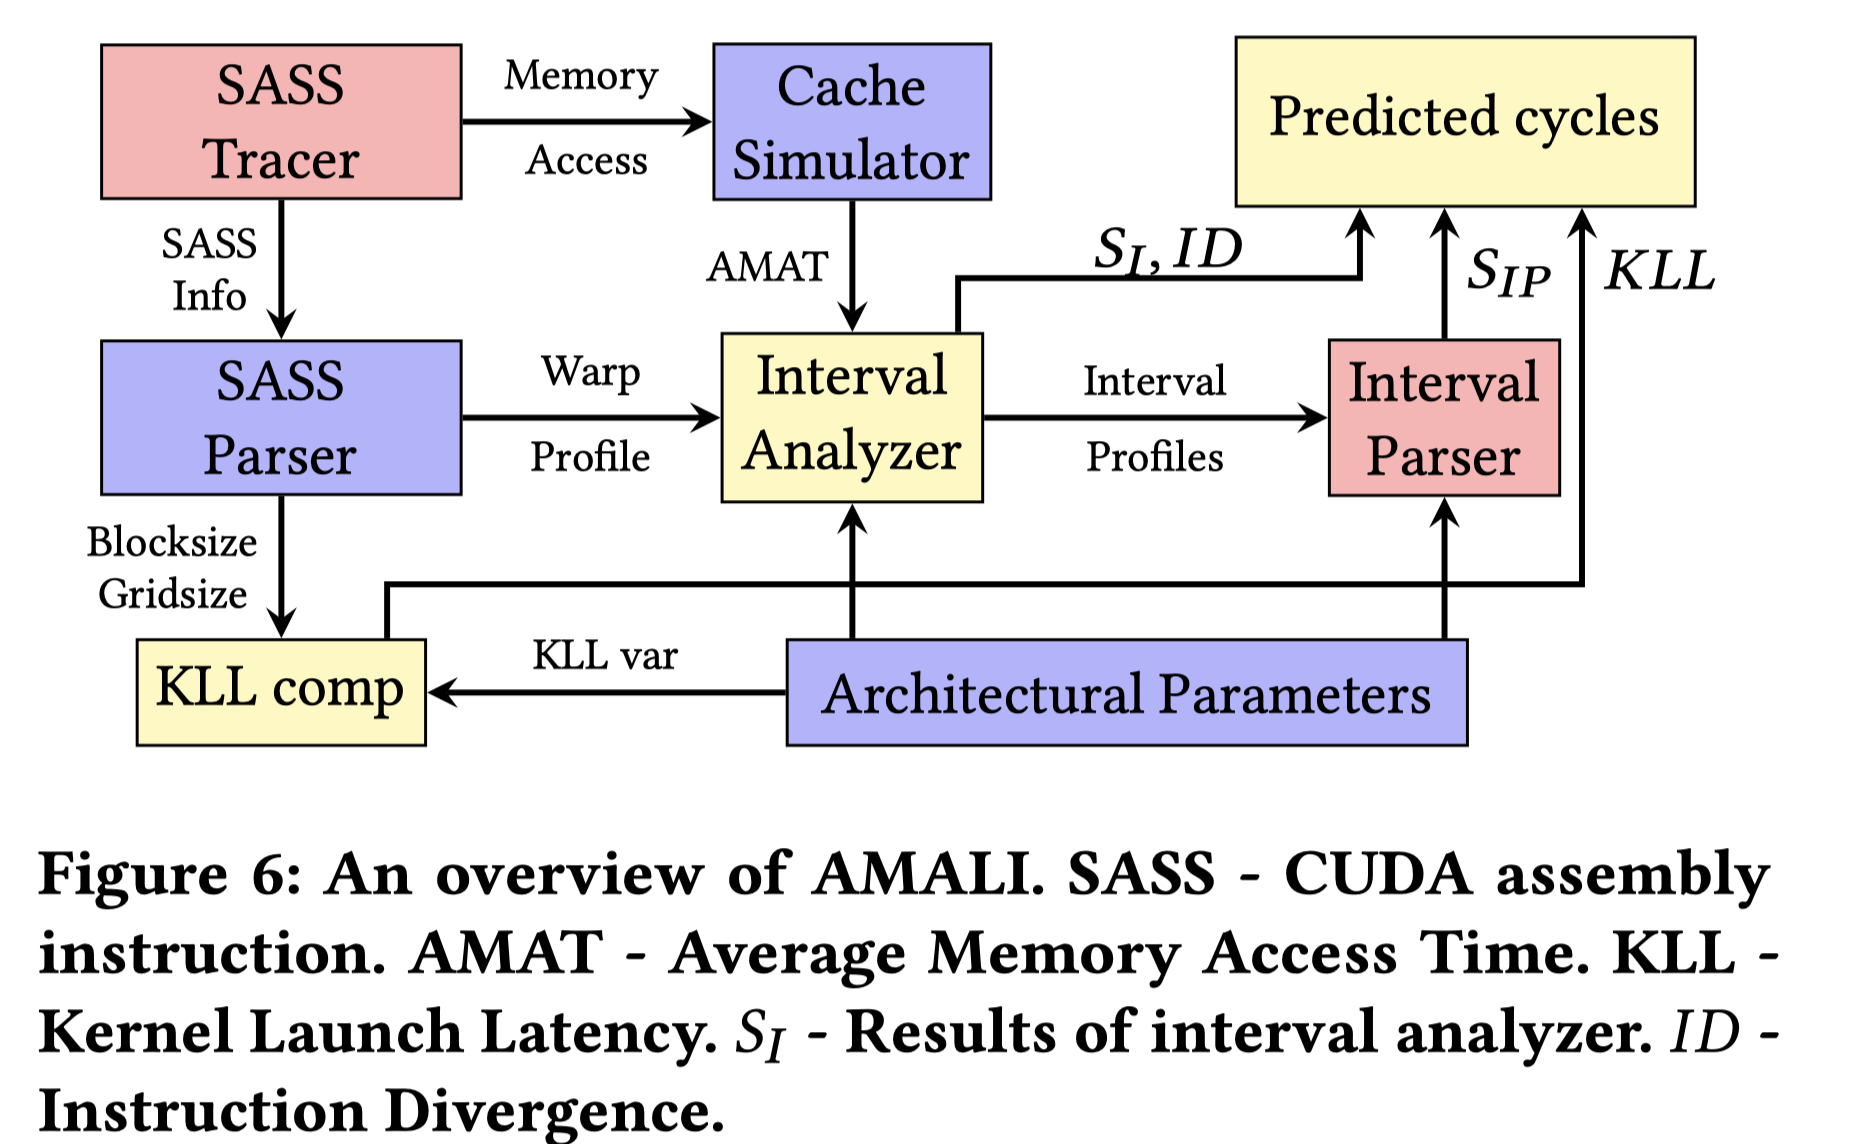 SASS
Tracer
Memory
Access
Cache
Simulator
Predicted cycles
SASS
Info
AMAT
S_I, ID
S_IP
KLL
SASS
Parser
Warp
Profile
Interval
Analyzer
Interval
Profiles
Interval
Parser
Blocksize
Gridsize
KLL comp
KLL var
Architectural Parameters
Figure 6: An overview of AMALI. SASS - CUDA assembly
instruction. AMAT - Average Memory Access Time. KLL -
Kernel Launch Latency. S_I - Results of interval analyzer. ID -
Instruction Divergence.